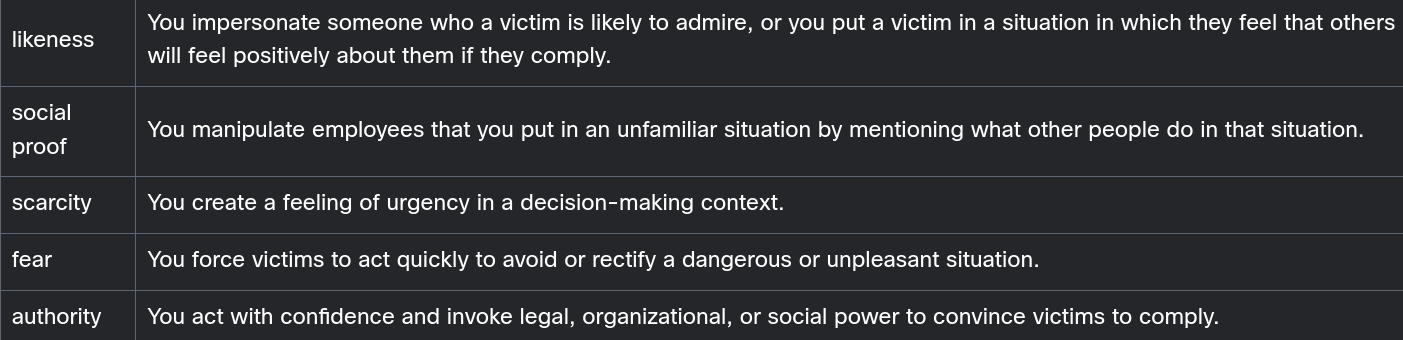 likeness
You impersonate someone who a victim is likely to admire, or you put a victim in a situation in which they feel that others
will feel positively about them if they comply.
social
proof
You manipulate employees that you put in an unfamiliar situation by mentioning what other people do in that situation.
scarcity
You create a feeling of urgency in a decision-making context.
fear
You force victims to act quickly to avoid or rectify a dangerous or unpleasant situation.
authority
You act with confidence and invoke legal, organizational, or social power to convince victims to comply.